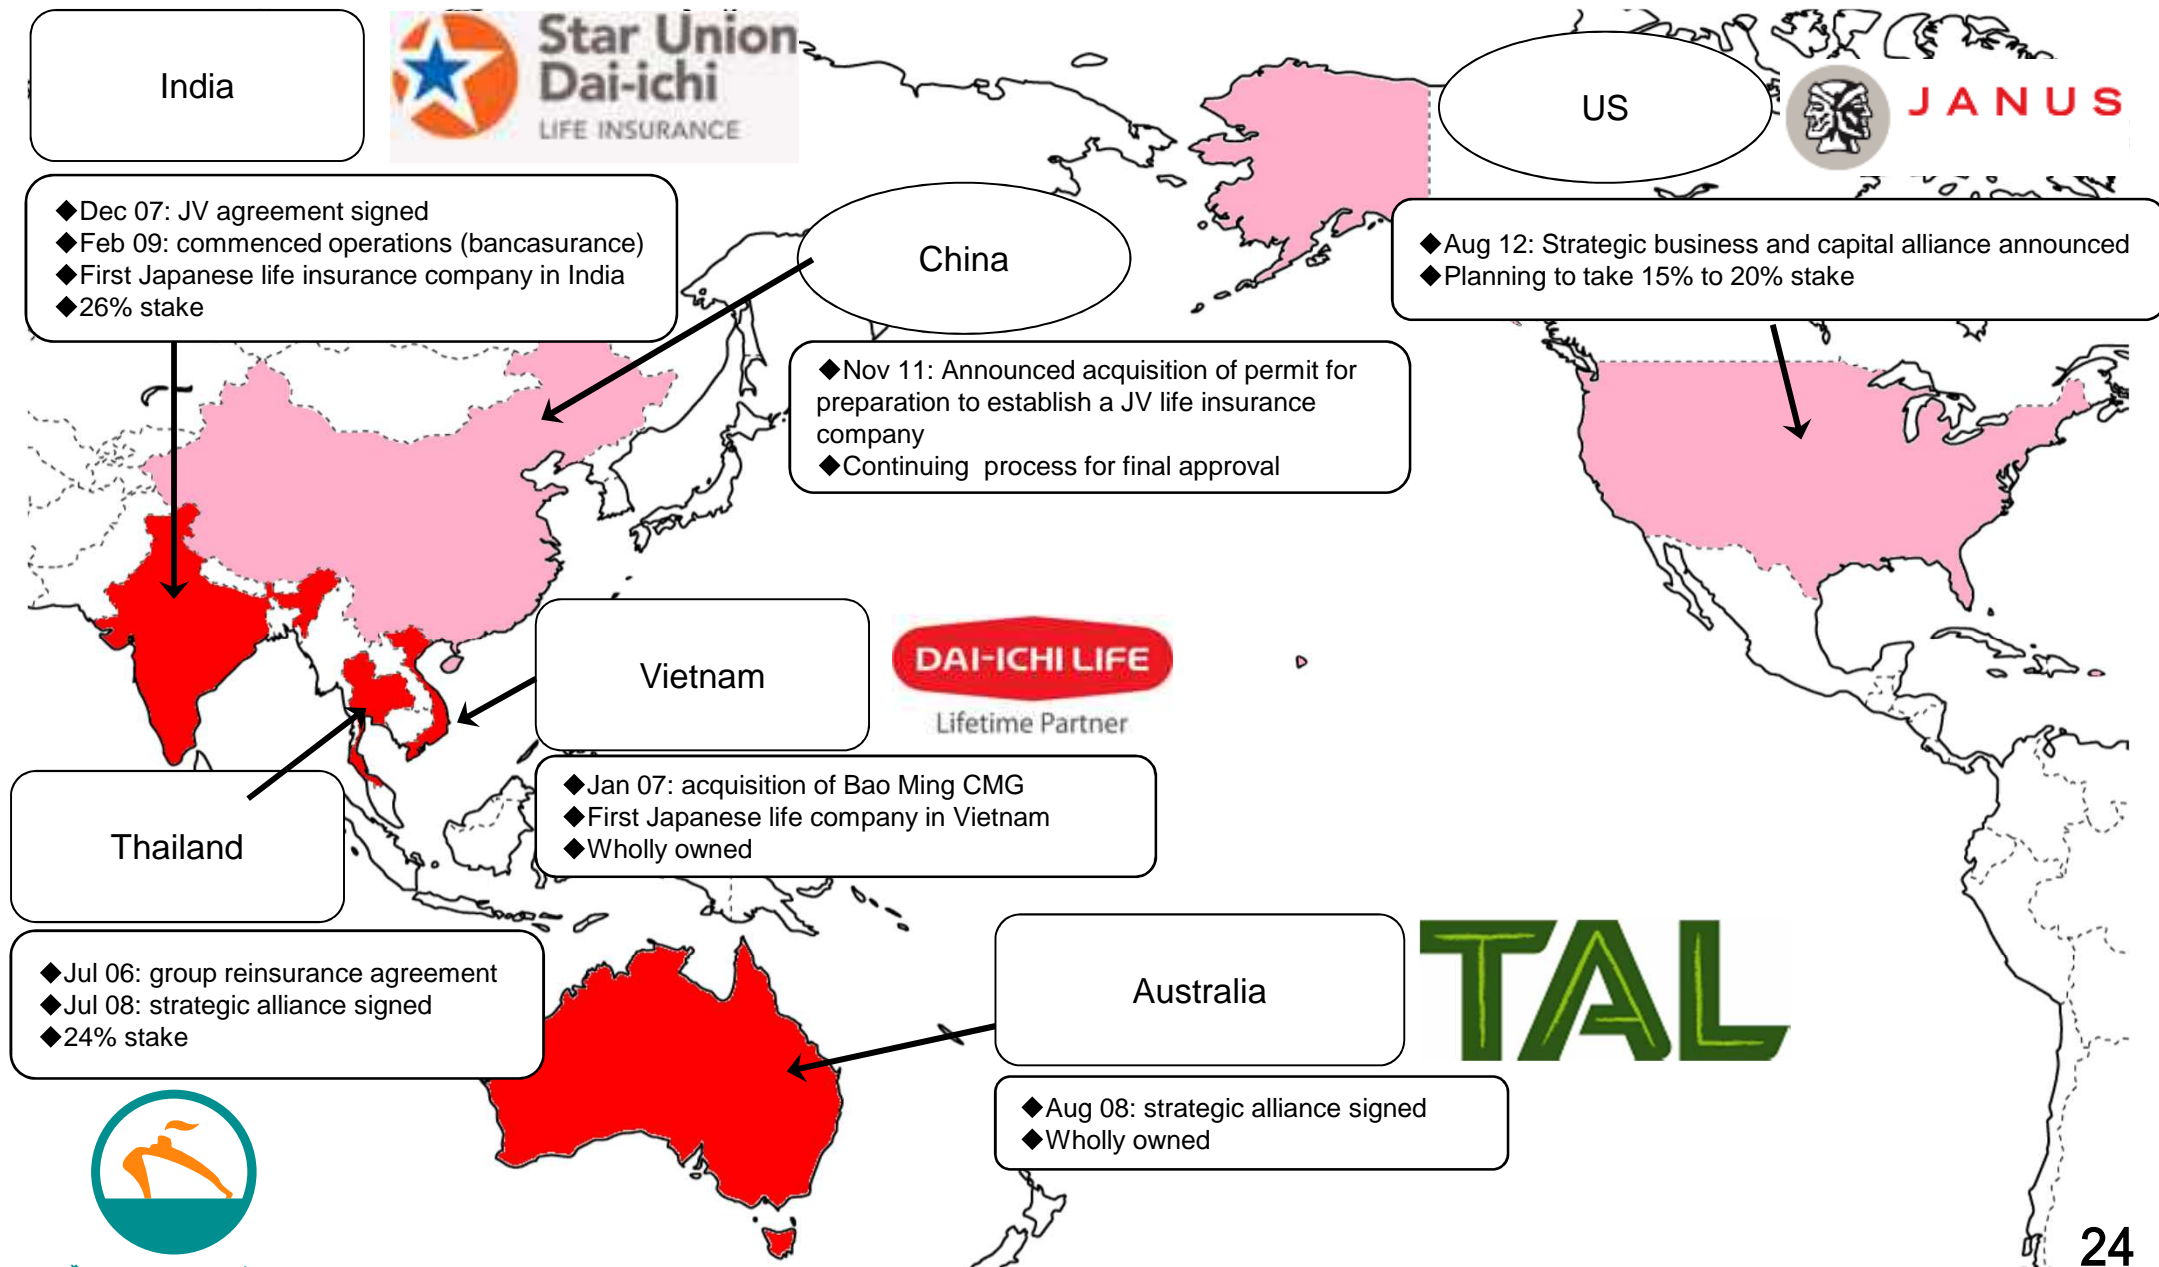 India
Star Union
Dai-ichi
LIFE INSURANCE
US
JANUS
◆Dec 07: JV agreement signed
◆Feb 09: commenced operations (bancasurance)
◆First Japanese life insurance company in India
◆26% stake
China
◆Aug 12: Strategic business and capital alliance announced
◆Planning to take 15% to 20% stake
◆Nov 11: Announced acquisition of permit for
preparation to establish a JV life insurance
company
◆Continuing process for final approval
Vietnam
DAI-ICHI LIFE
Lifetime Partner
◆Jan 07: acquisition of Bao Ming CMG
◆First Japanese life company in Vietnam
◆Wholly owned
Thailand
◆Jul 06: group reinsurance agreement
◆Jul 08: strategic alliance signed
◆24% stake
Australia
TAL
◆Aug 08: strategic alliance signed
◆Wholly owned
24